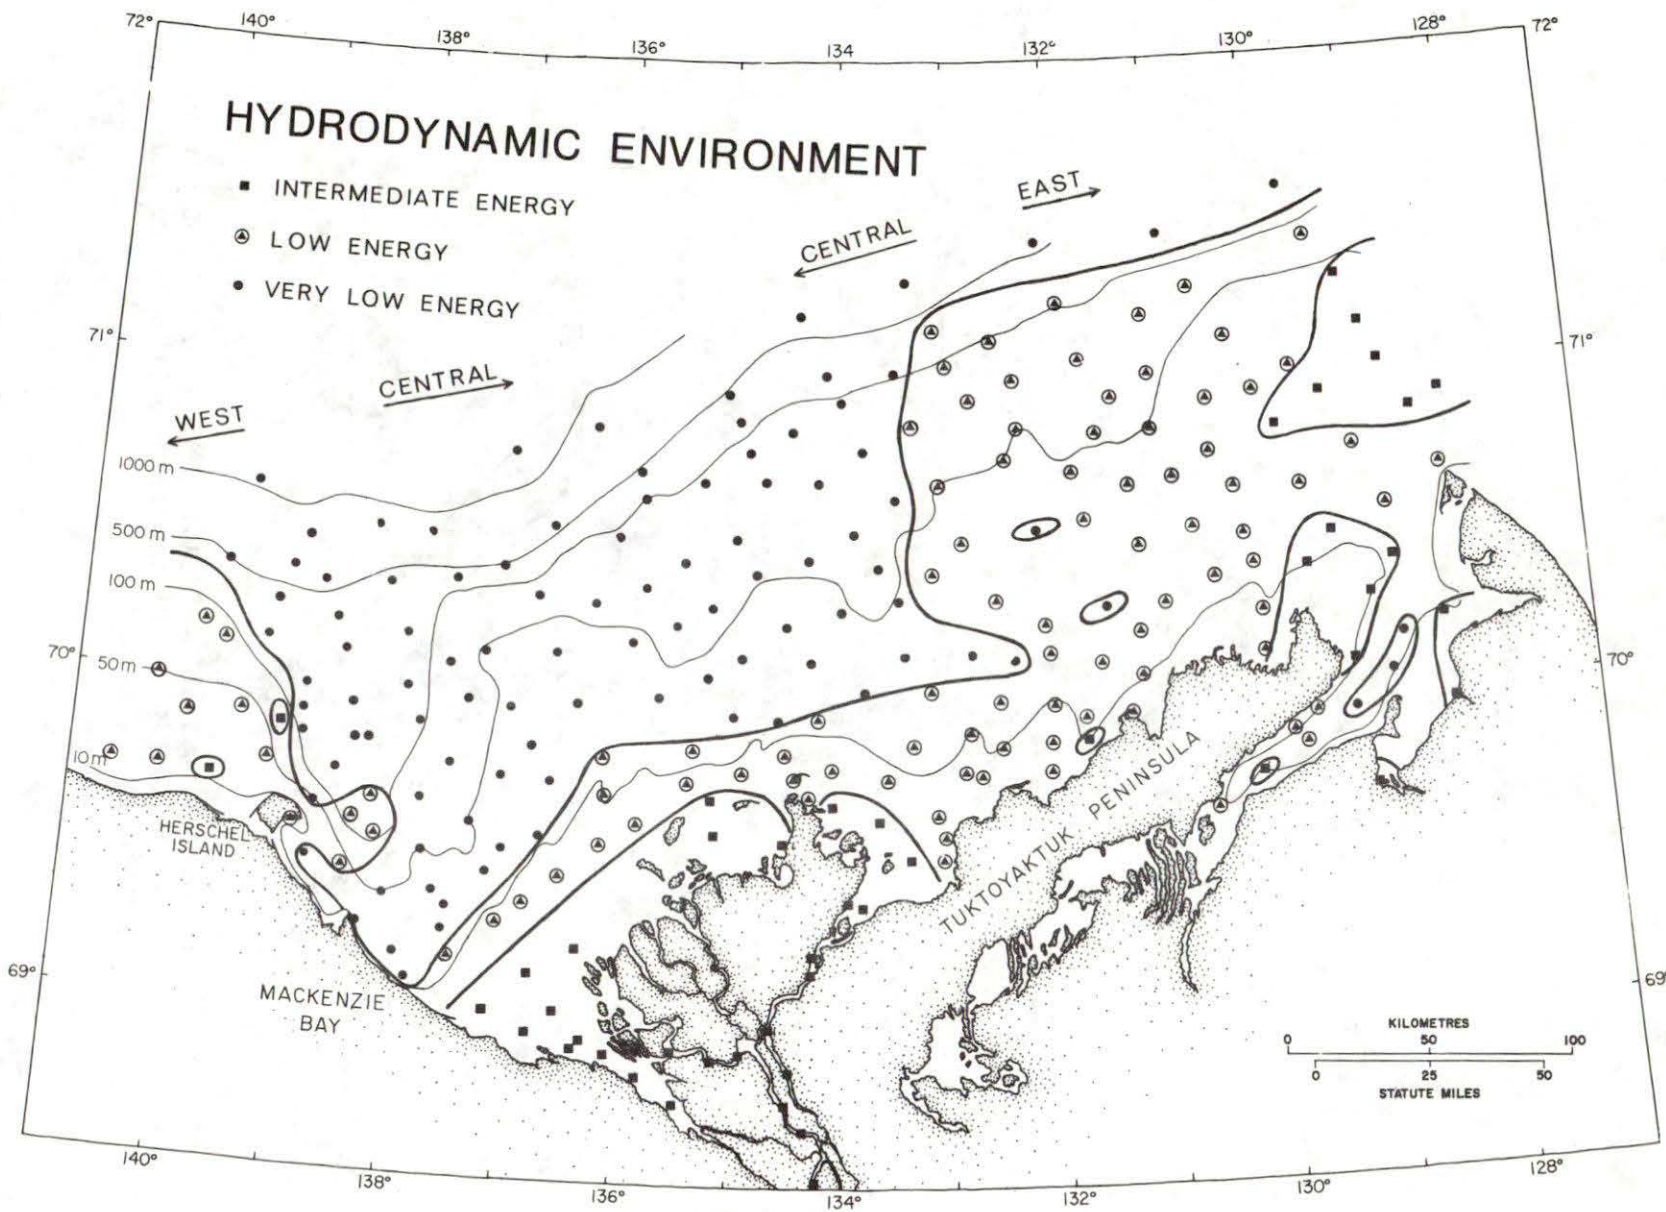 72° 140° 138° 136° 134 132° 130° 128° 72°
HYDRODYNAMIC ENVIRONMENT
INTERMEDIATE ENERGY
LOW ENERGY
VERY LOW ENERGY
EAST
CENTRAL
71° 71°
CENTRAL
WEST
1000 m
500 m
100 m
70° 50 m 70°
10 m
HERSCHEL
ISLAND
TUKTOYAKTUK PENINSULA
69° 69°
MACKENZIE
BAY
KILOMETRES
0 50 100
0 25 50
STATUTE MILES
140° 138° 136° 134° 132° 130° 128°